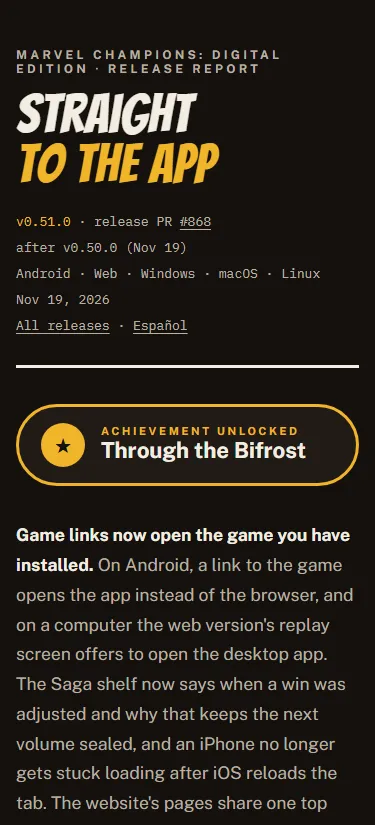 MARVEL CHAMPIONS: DIGITAL
EDITION · RELEASE REPORT
STRAIGHT
TO THE APP
v0.51.0 · release PR #868
after v0.50.0 (Nov 19)
Android · Web · Windows · macOS · Linux
Nov 19, 2026
All releases · Español
ACHIEVEMENT UNLOCKED
Through the Bifrost
Game links now open the game you have
installed. On Android, a link to the game
opens the app instead of the browser, and
on a computer the web version's replay
screen offers to open the desktop app.
The Saga shelf now says when a win was
adjusted and why that keeps the next
volume sealed, and an iPhone no longer
gets stuck loading after iOS reloads the
tab. The website's pages share one top